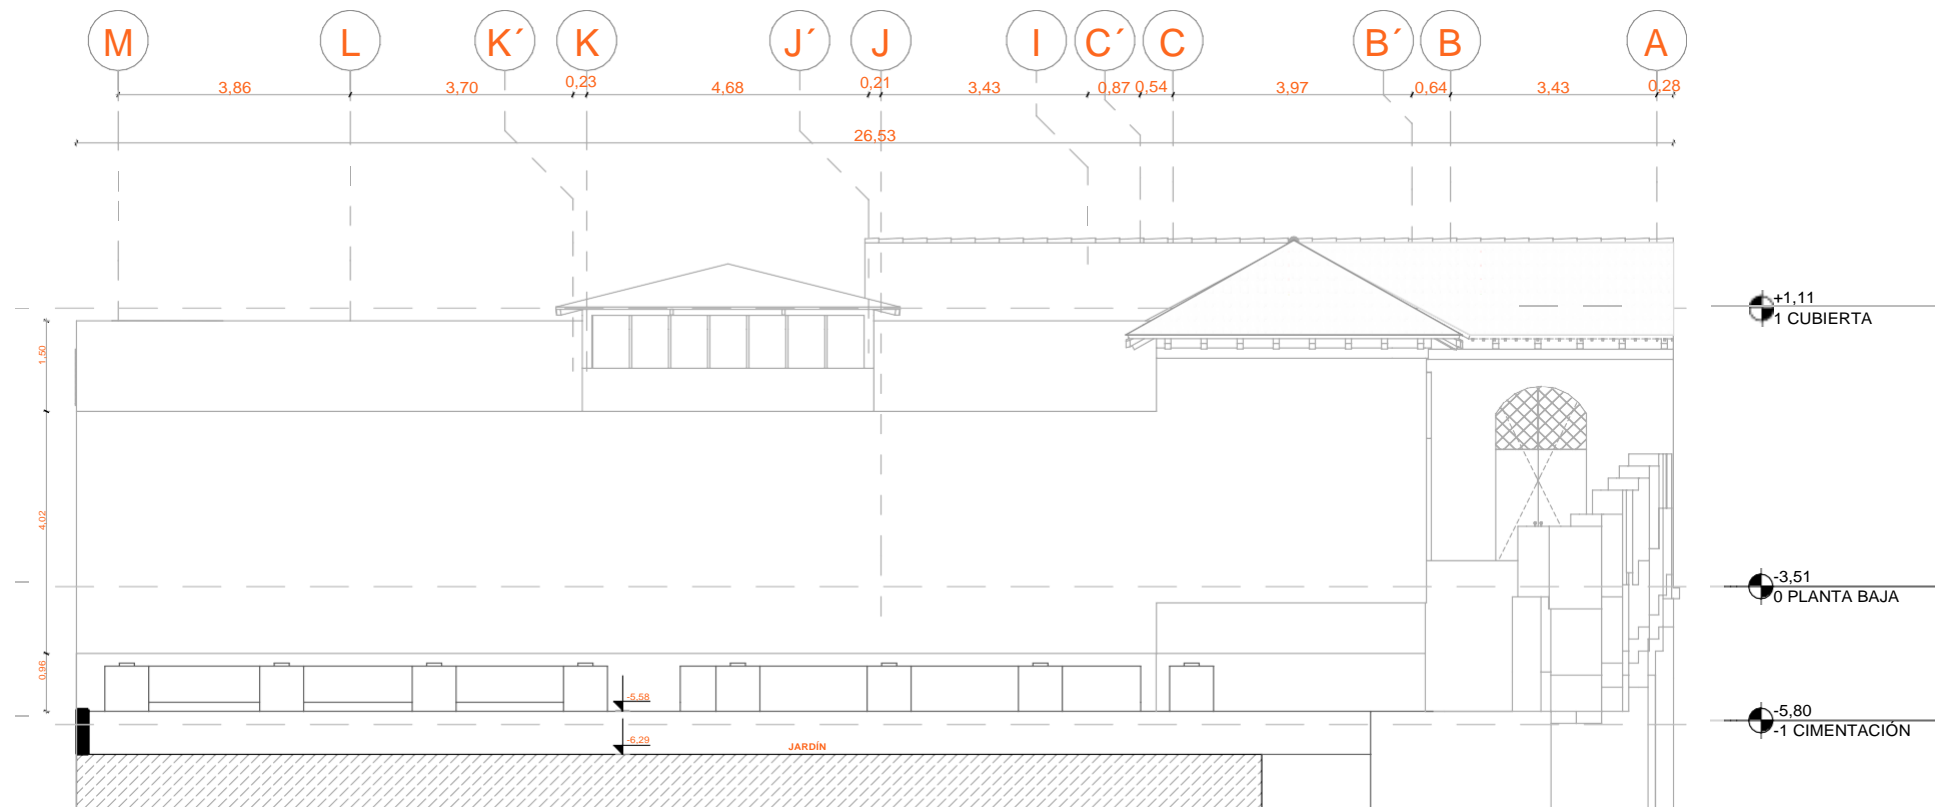 M L K´ K J´ J I C´ C B´ B A
3,86 3,70 0,23 4,68 0,21 3,43 0,87 0,54 3,97 0,64 3,43 0,28
26,53
+1,11
1 CUBIERTA
1,50
4,02
-3,51
0 PLANTA BAJA
0,96
-5,58
-5,80
-1 CIMENTACIÓN
-6,29
JARDÍN